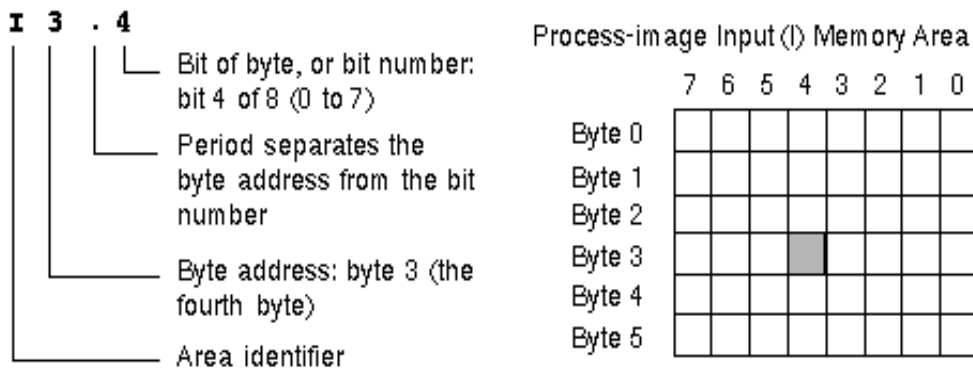 I 3 . 4
Bit of byte, or bit number:
bit 4 of 8 (0 to 7)
Period separates the
byte address from the bit
number
Byte address: byte 3 (the
fourth byte)
Area identifier
Process-image Input (I) Memory Area
7 6 5 4 3 2 1 0
Byte 0
Byte 1
Byte 2
Byte 3
Byte 4
Byte 5